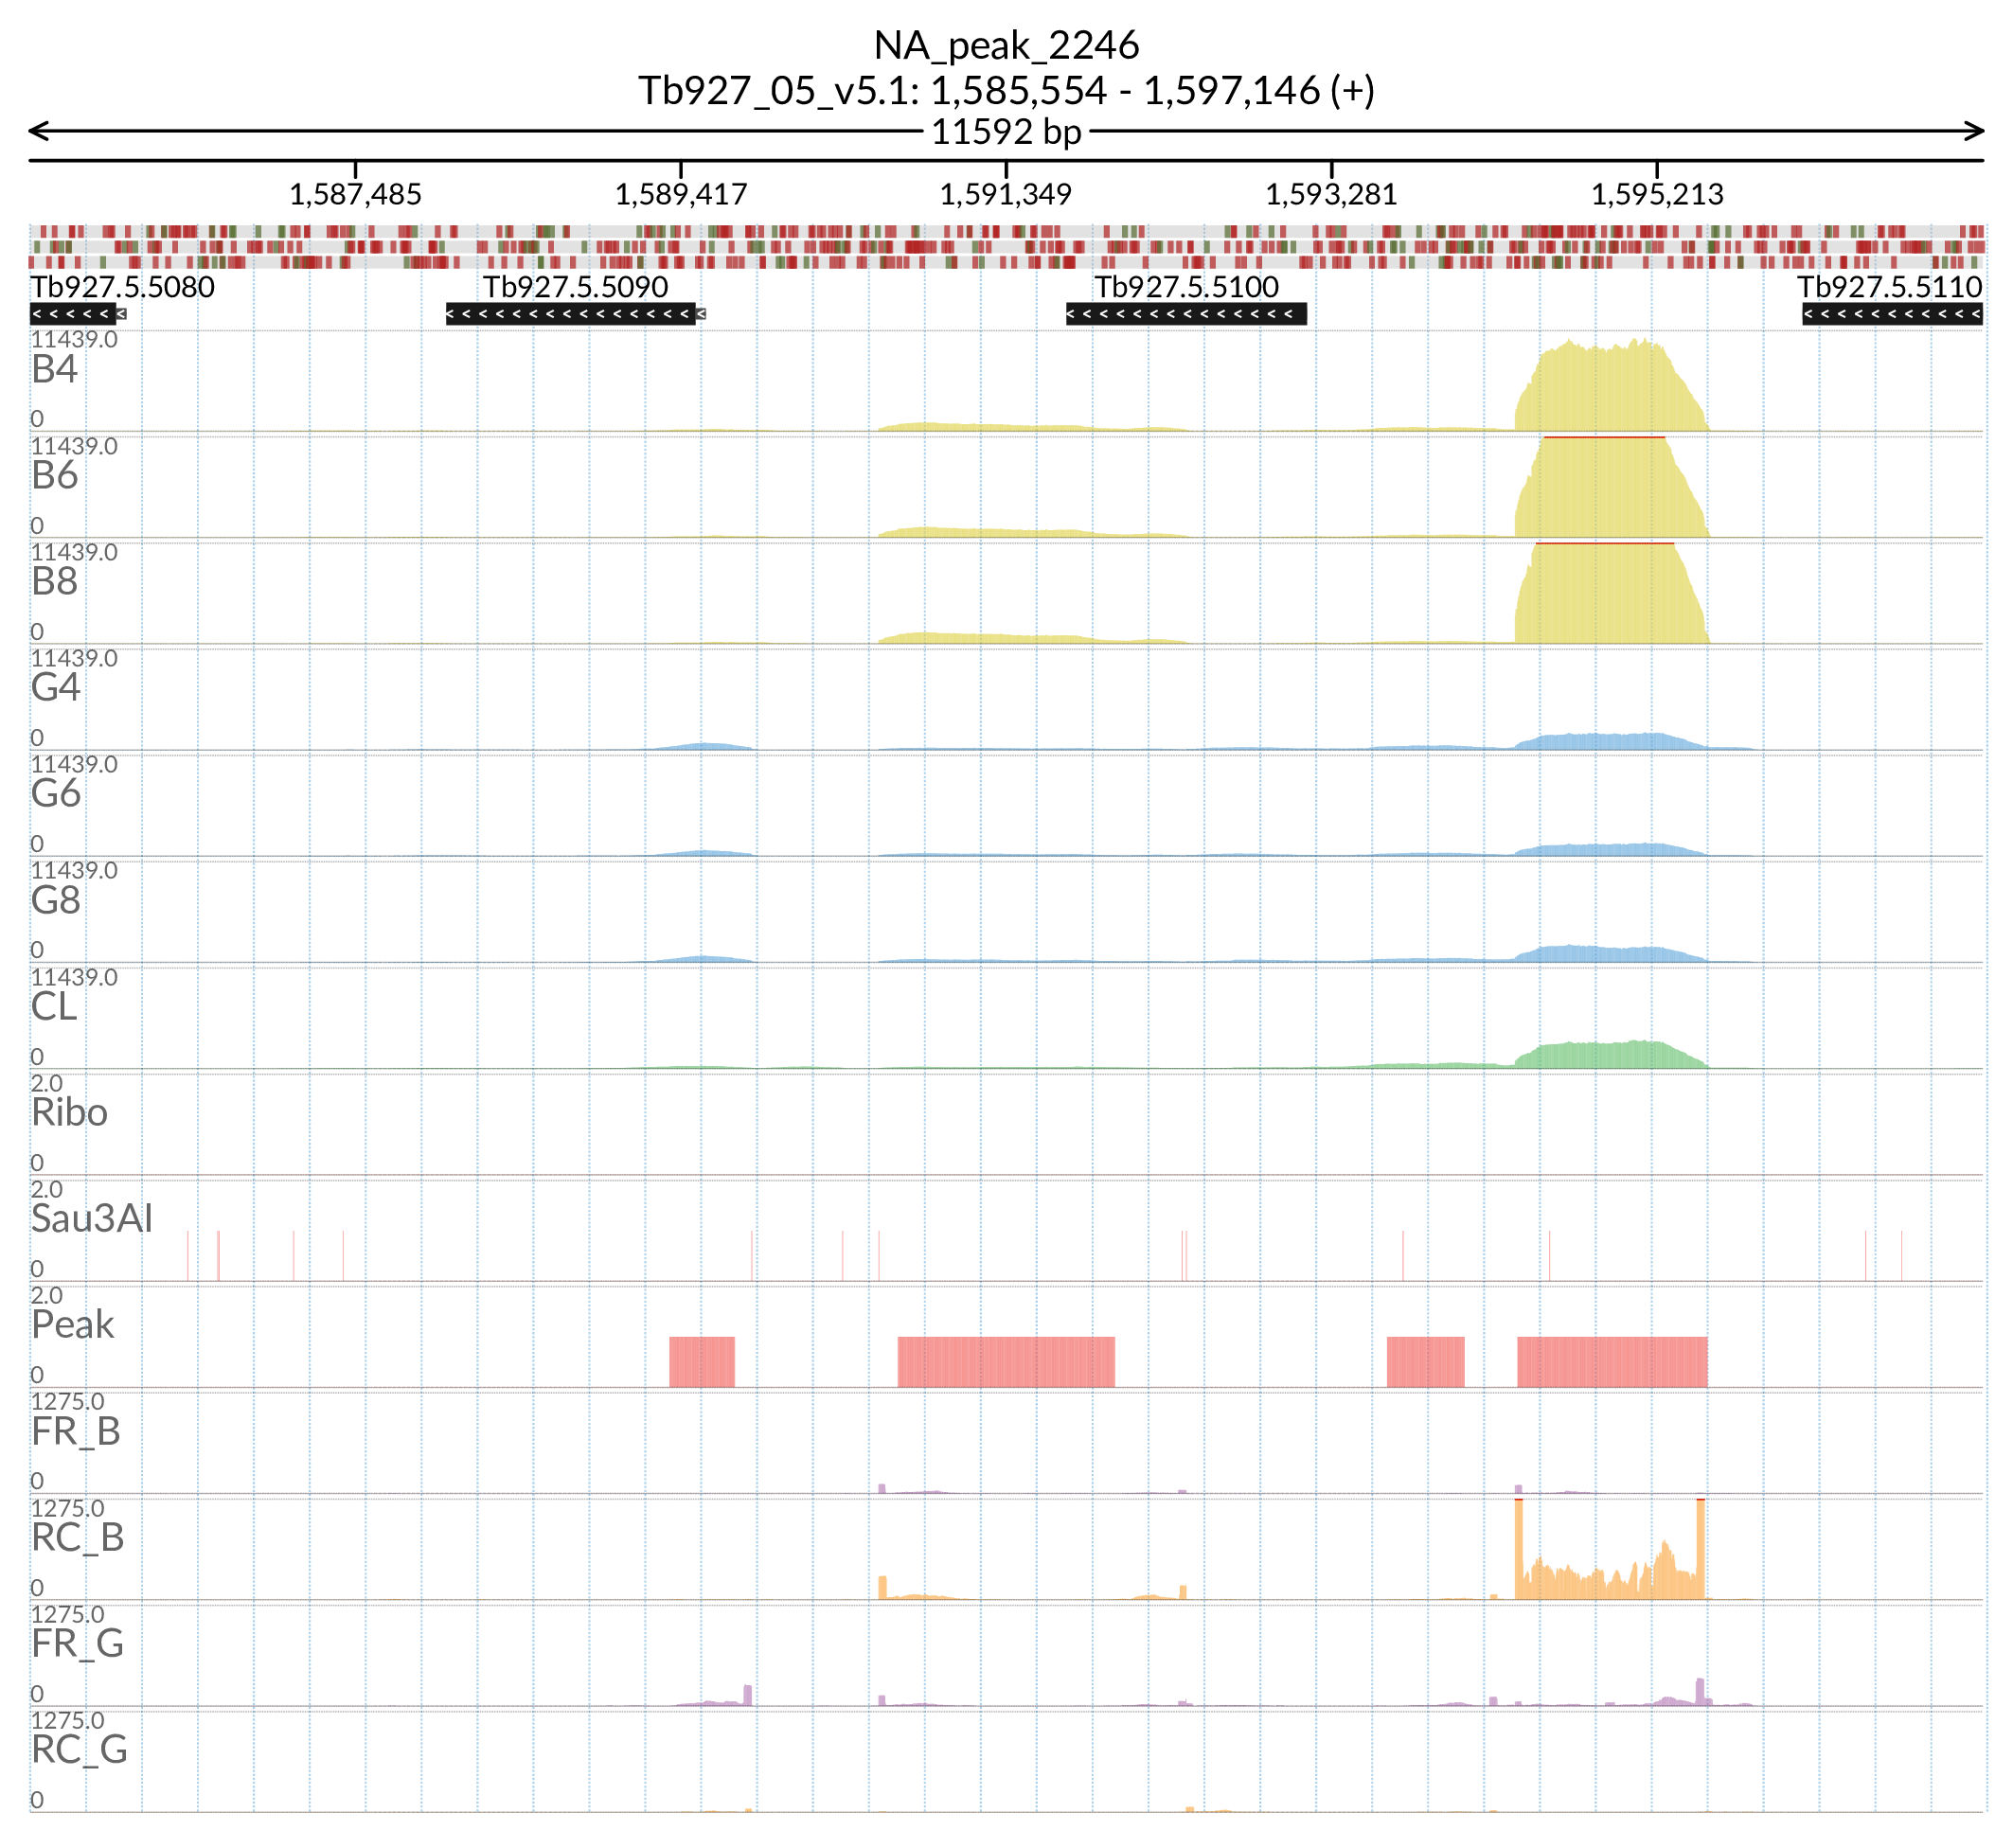 NA_peak_2246
Tb927_05_v5.1: 1,585,554 - 1,597,146 (+)
11592 bp
1,587,485 1,589,417 1,591,349 1,593,281 1,595,213
Tb927.5.5080 Tb927.5.5090 Tb927.5.5100 Tb927.5.5110
11439.0
B4
0
11439.0
B6
0
11439.0
B8
0
11439.0
G4
0
11439.0
G6
0
11439.0
G8
0
11439.0
CL
0
2.0
Ribo
0
2.0
Sau3AI
0
2.0
Peak
0
1275.0
FR_B
0
1275.0
RC_B
0
1275.0
FR_G
0
1275.0
RC_G
0